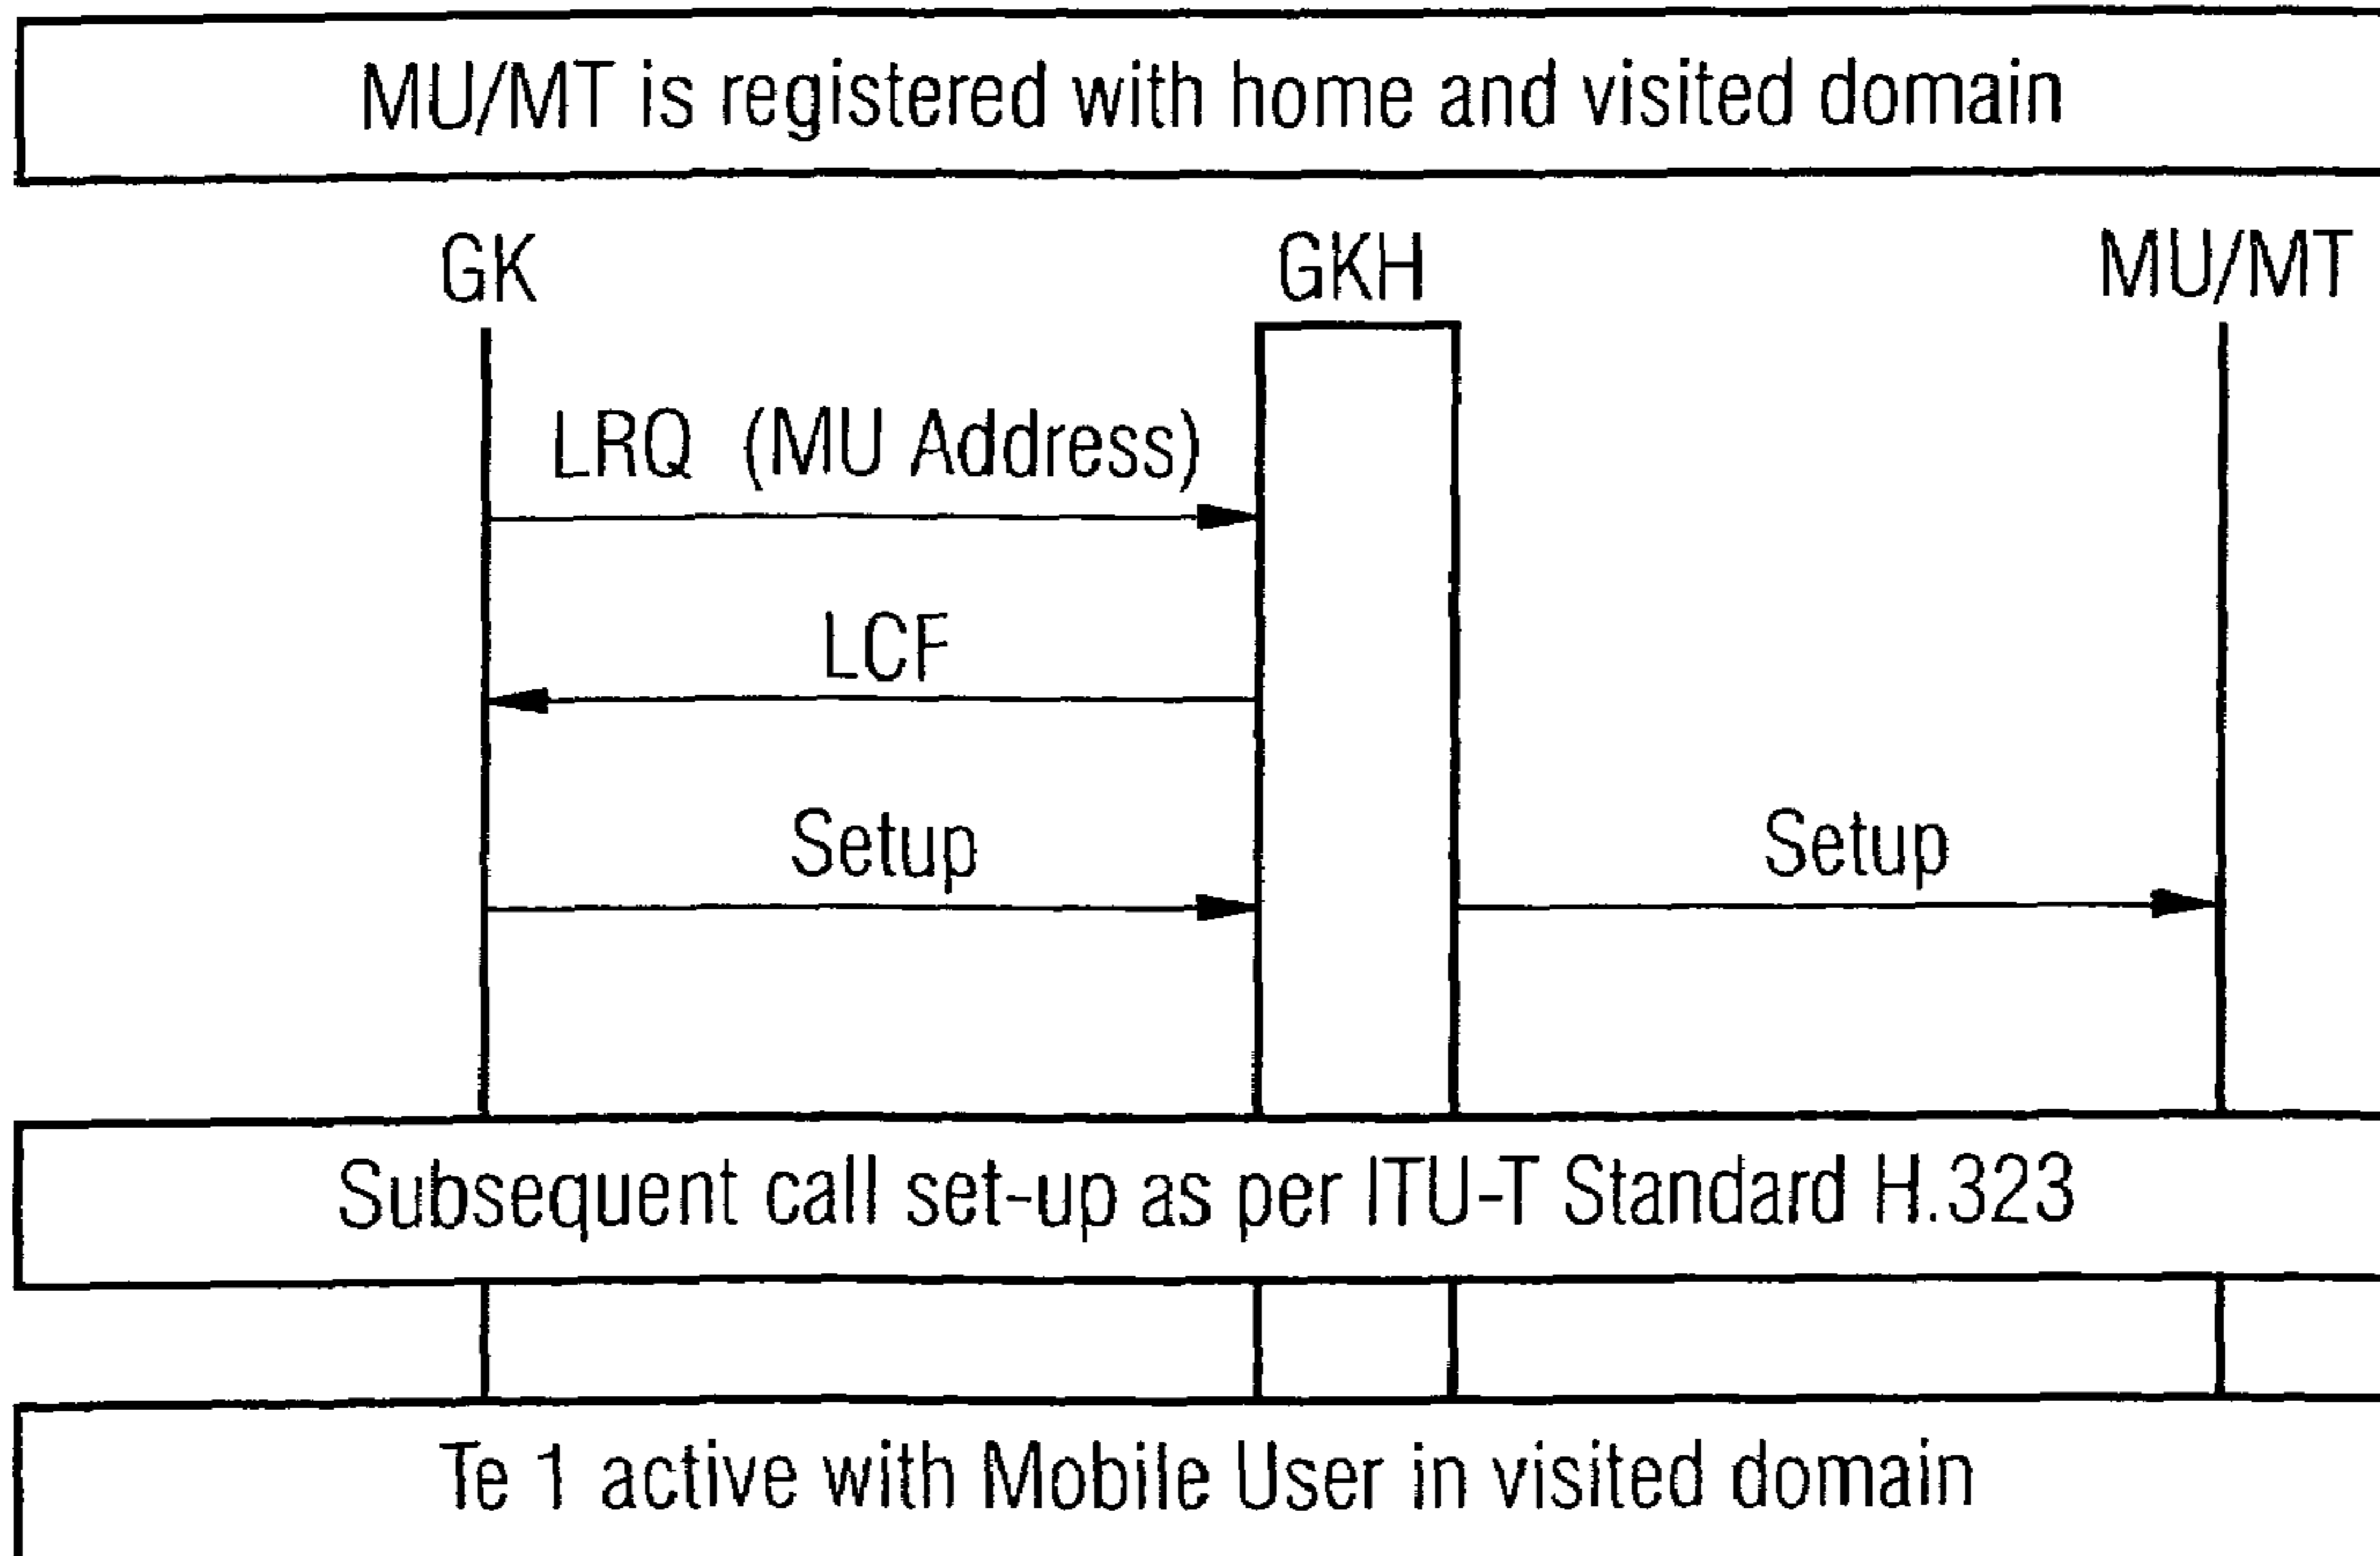 MU/MT is registered with home and visited domain
GK GKH MU/MT
LRQ (MU Address)
LCF
Setup Setup
Subsequent call set-up as per ITU-T Standard H.323
Te 1 active with Mobile User in visited domain